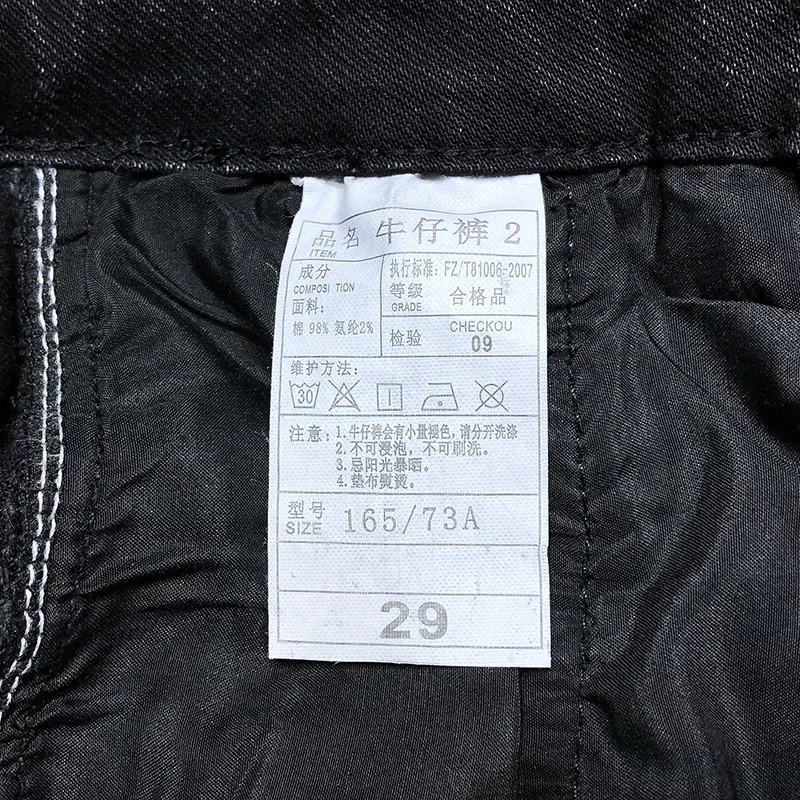 品名 牛仔裤2
ITEM
成分
COMPOSI TION
面料:
棉 98% 氨纶2%
执行标准: FZ/T81006-2007
等级 合格品
GRADE
检验 CHECKOU
09
维护方法:
30
注意: 1.牛仔裤会有小量褪色,请分开洗涤
2.不可浸泡,不可刷洗。
3.忌阳光暴晒。
4.垫布熨烫。
型号 165/73A
SIZE
29